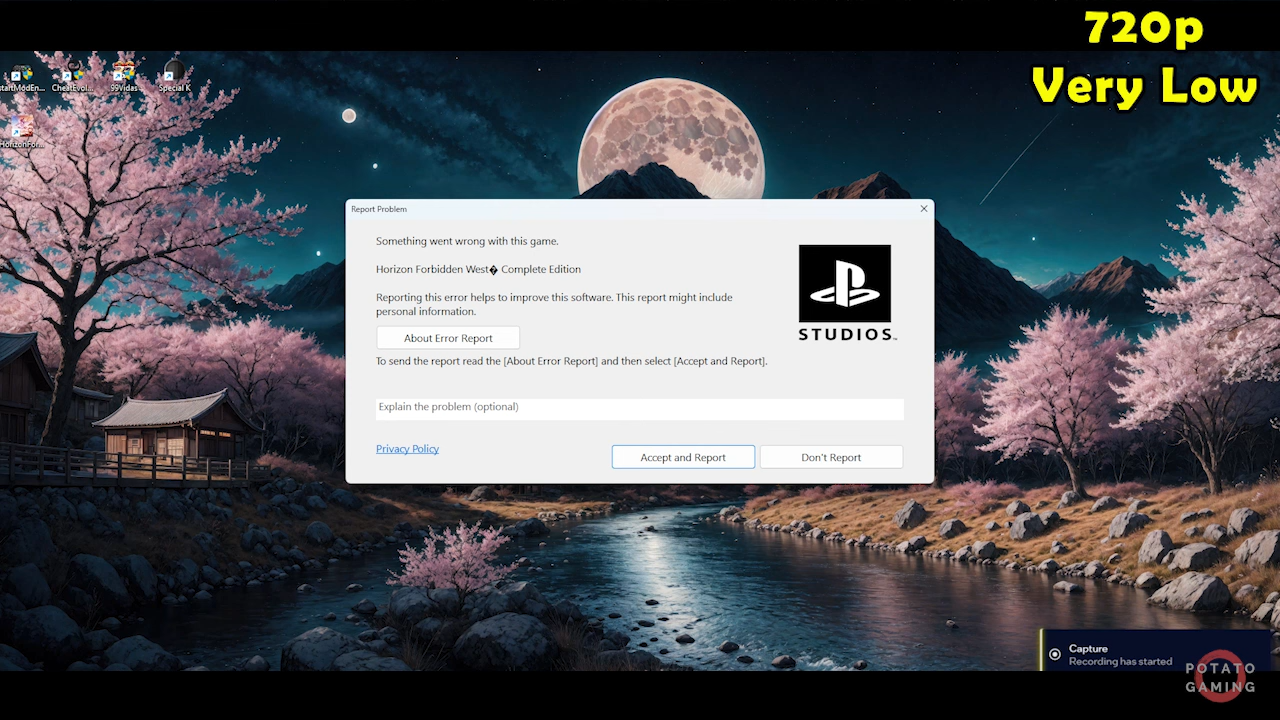 720p
Very Low
CheatEvol...
99Vidas
Special K
HorizonFor...
Report Problem
Something went wrong with this game.
Horizon Forbidden West� Complete Edition
Reporting this error helps to improve this software. This report might include
personal information.
About Error Report
To send the report read the [About Error Report] and then select [Accept and Report].
STUDIOS
Explain the problem (optional)
Privacy Policy
Accept and Report
Don't Report
Capture
Recording has started
POTATO
GAMING